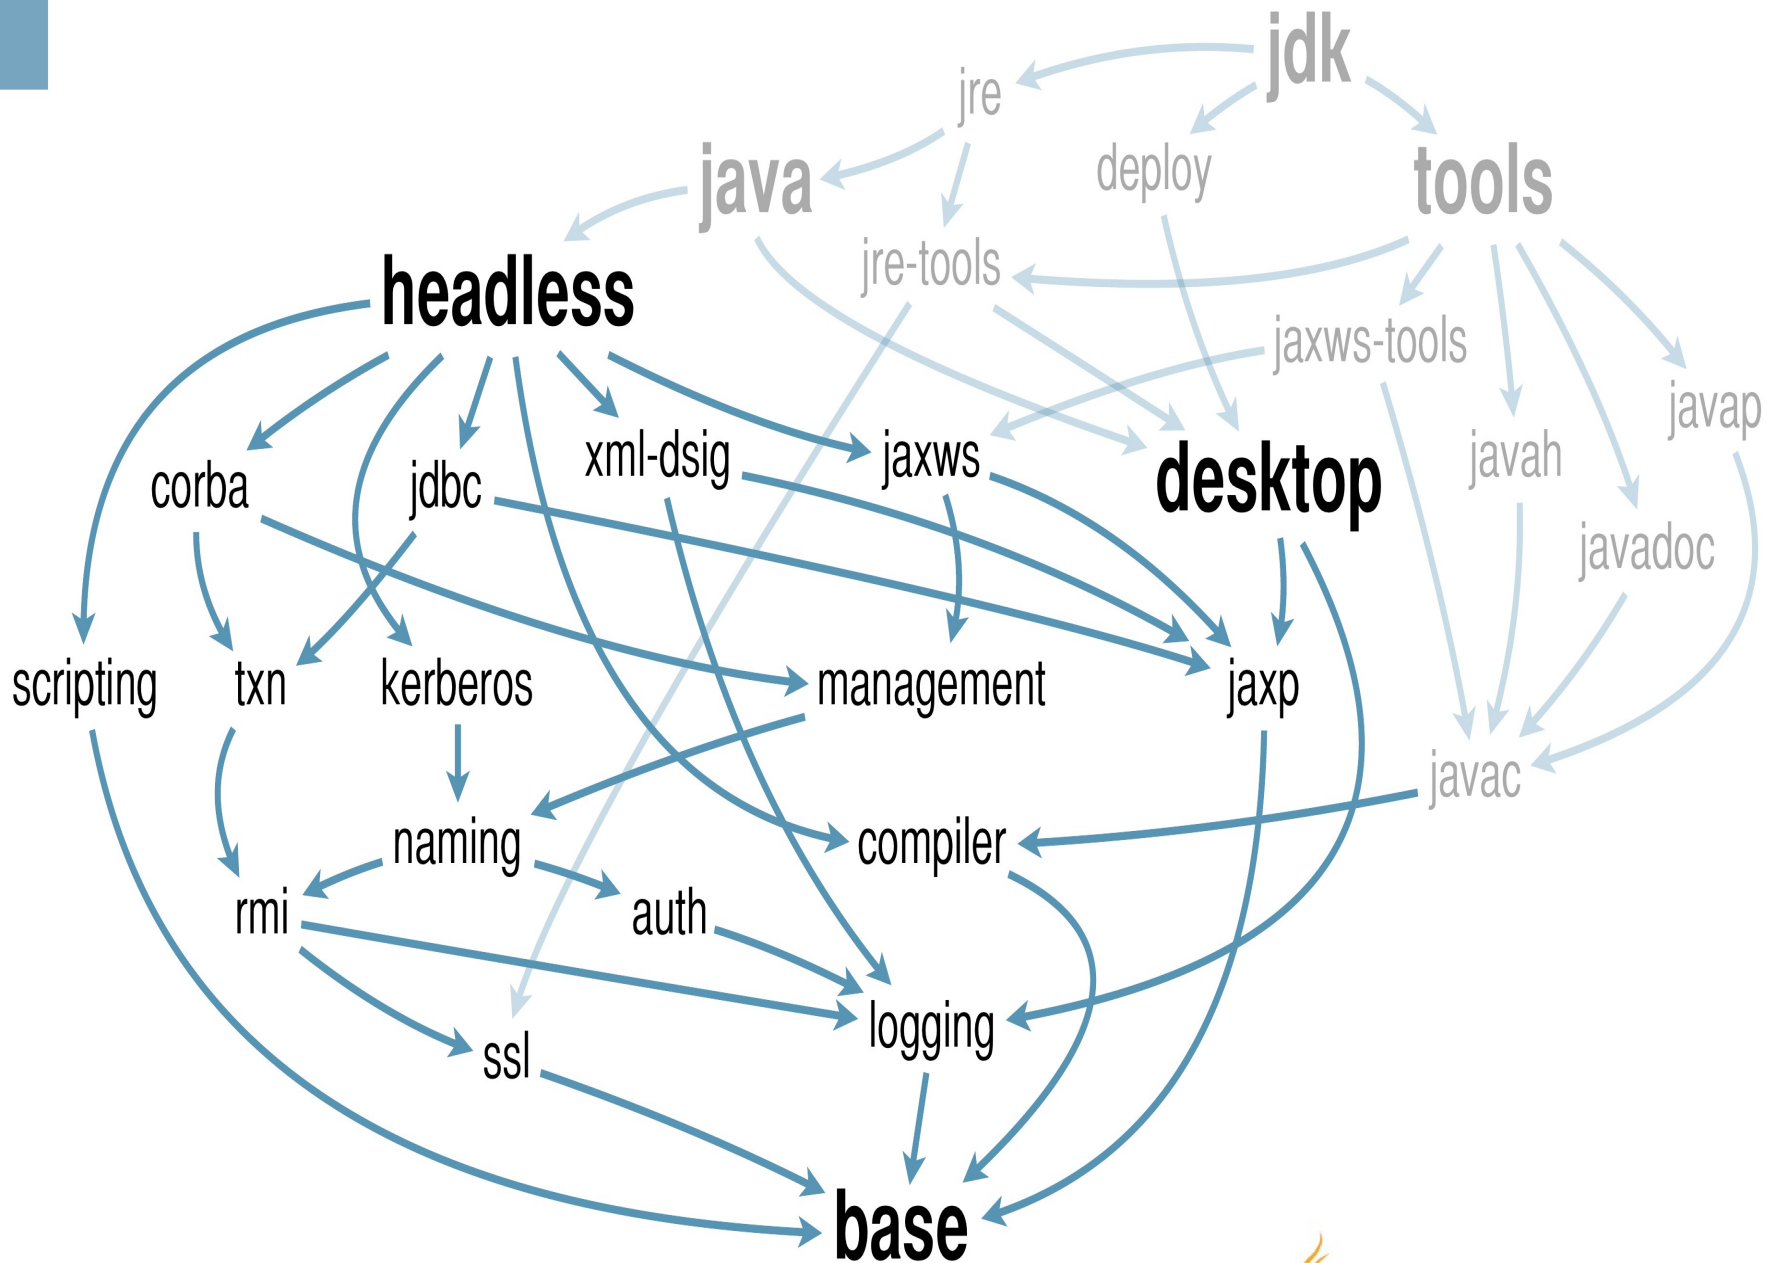 jdk
jre
java
deploy
tools
jre-tools
headless
jaxws-tools
javap
corba
jdbc
xml-dsig
jaxws
desktop
javah
javadoc
scripting
txn
kerberos
management
jaxp
javac
naming
compiler
rmi
auth
logging
ssl
base